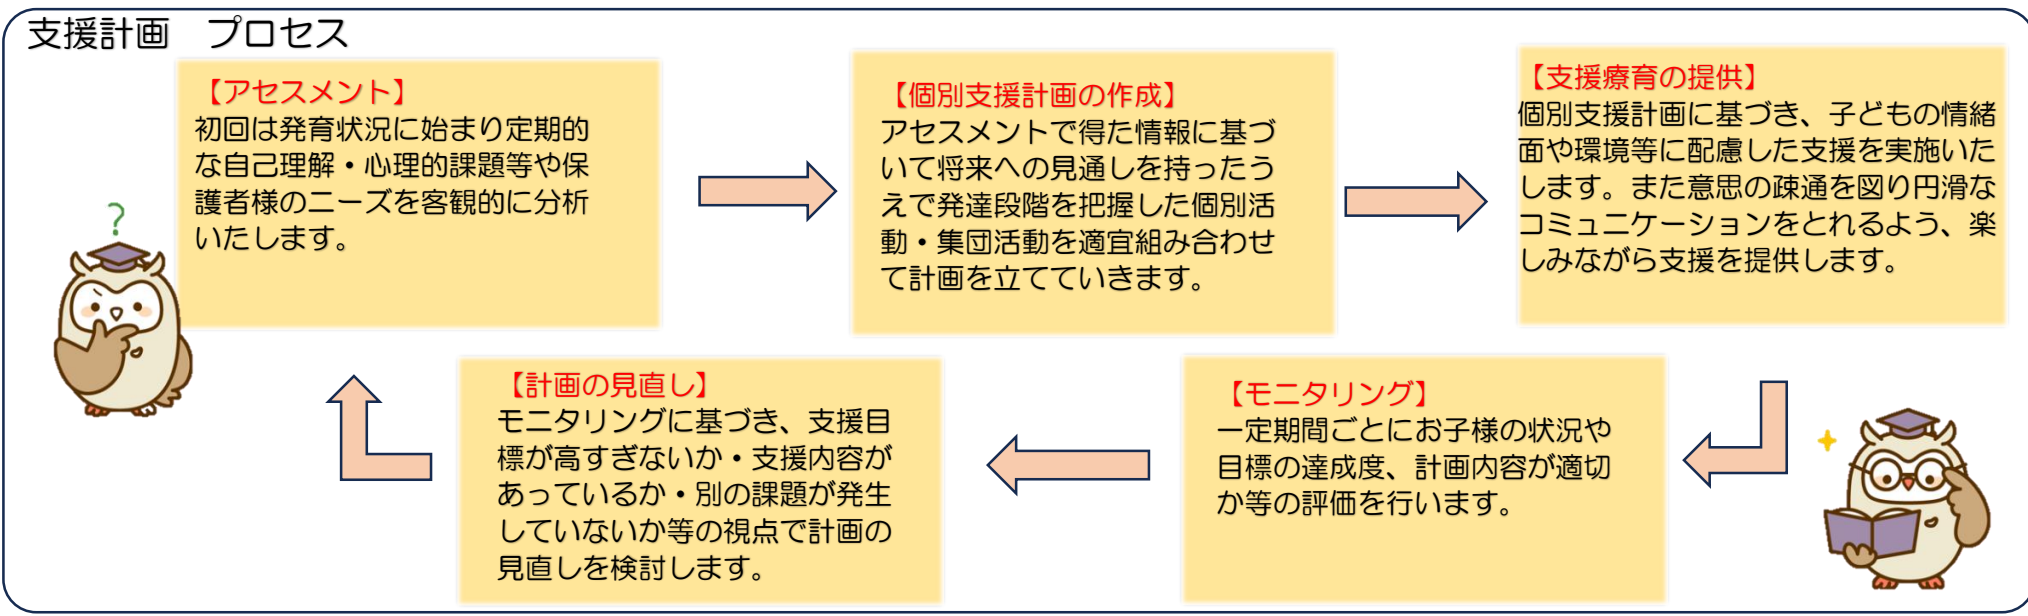 支援計画　プロセス
【アセスメント】
初回は発育状況に始まり定期的
な自己理解・心理的課題等や保
護者様のニーズを客観的に分析
いたします。
【個別支援計画の作成】
アセスメントで得た情報に基づ
いて将来への見通しを持ったう
えで発達段階を把握した個別活
動・集団活動を適宜組み合わせ
て計画を立てていきます。
【支援療育の提供】
個別支援計画に基づき、子どもの情緒
面や環境等に配慮した支援を実施いた
します。また意思の疎通を図り円滑な
コミュニケーションをとれるよう、楽
しみながら支援を提供します。
?
【モニタリング】
一定期間ごとにお子様の状況や
目標の達成度、計画内容が適切
か等の評価を行います。
【計画の見直し】
モニタリングに基づき、支援目
標が高すぎないか・支援内容が
あっているか・別の課題が発生
していないか等の視点で計画の
見直しを検討します。